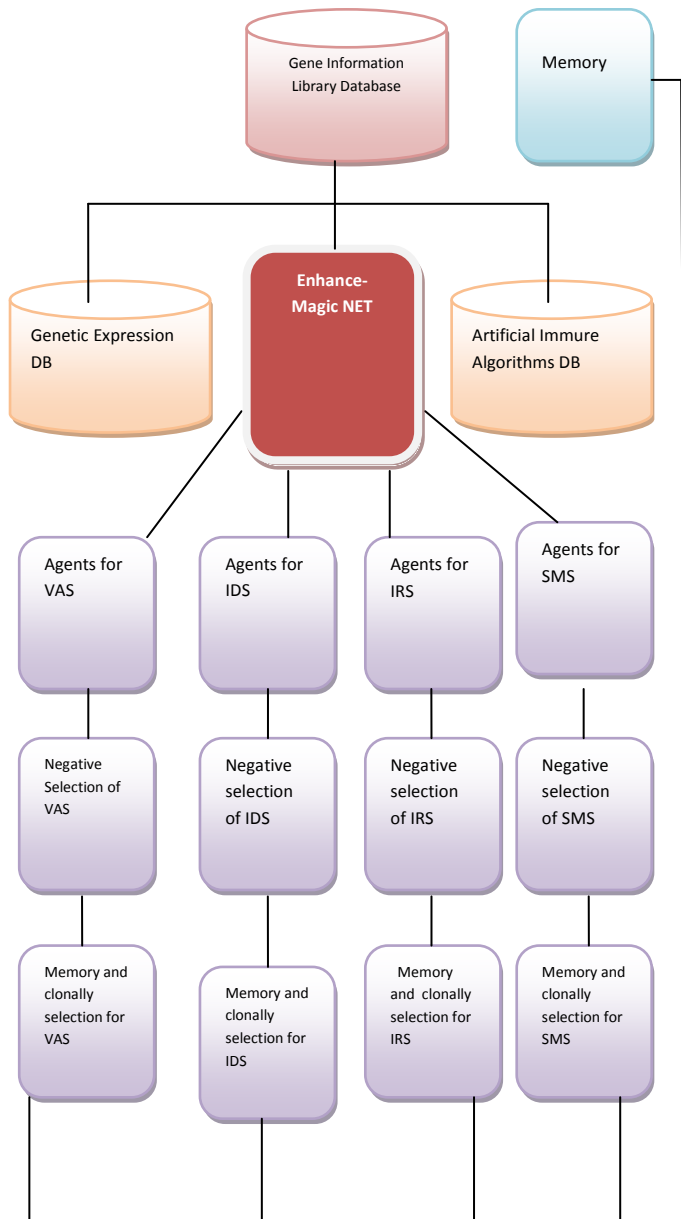 Gene Information
Library Database
Memory
Enhance-
Magic NET
Genetic Expression
DB
Artificial Immure
Algorithms DB
Agents for
VAS
Agents for
IDS
Agents for
IRS
Agents for
SMS
Negative
Selection of
VAS
Negative
selection
of IDS
Negative
selection
of IRS
Negative
selection
of SMS
Memory and
clonally
selection for
VAS
Memory and
clonally
selection for
IDS
Memory
and clonally
selection for
IRS
Memory and
clonally
selection for
SMS